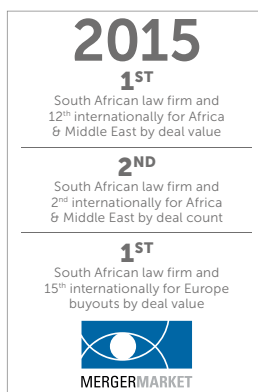 2015
1ST
South African law firm and
12th internationally for Africa
& Middle East by deal value
2ND
South African law firm and
2nd internationally for Africa
& Middle East by deal count
1ST
South African law firm and
15th internationally for Europe
buyouts by deal value
MERGERMARKET